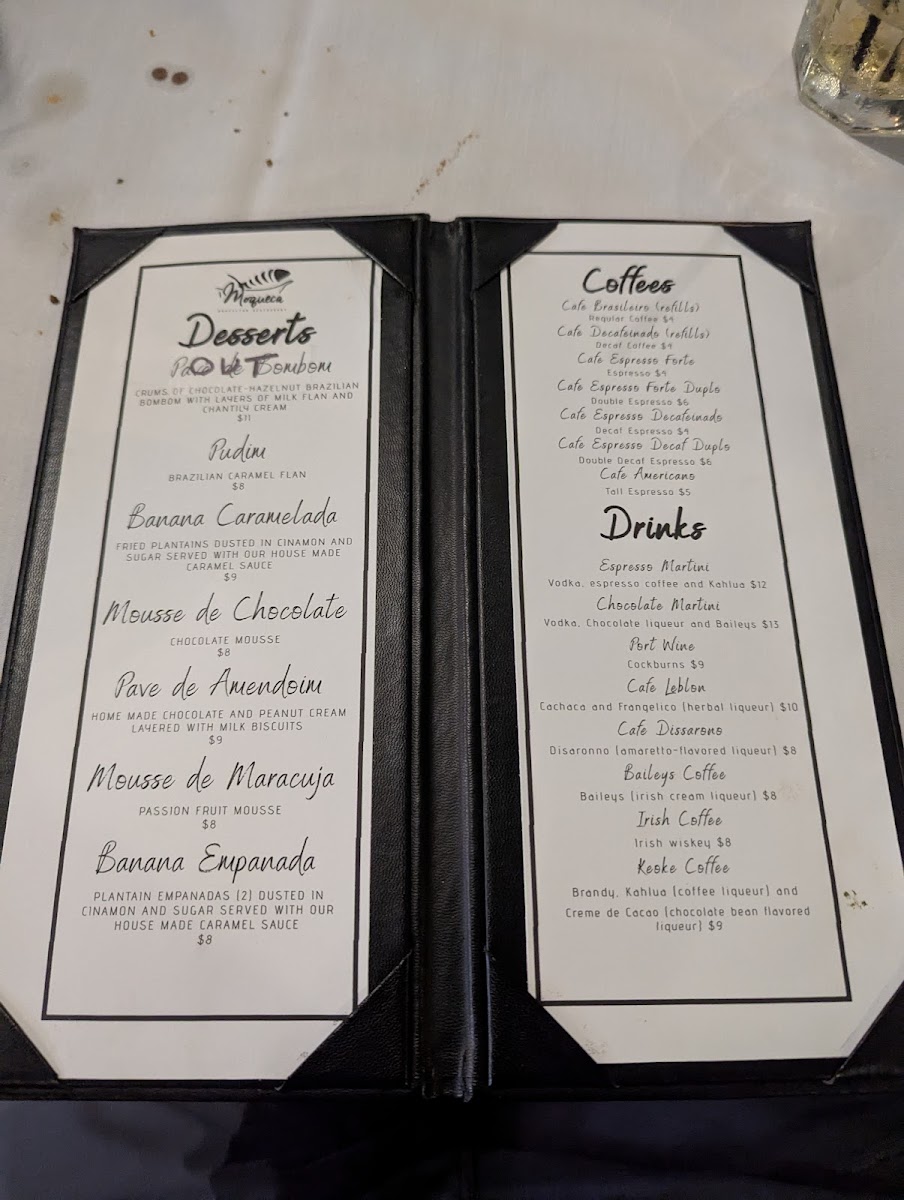 Moqueca
Desserts
OUT
Bombom
CRUMS OF CHOCOLATE-HAZELNUT BRAZILIAN
BOMBOM WITH LAYERS OF MILK FLAN AND
CHANTILY CREAM
$11
Pudim
BRAZILIAN CARAMEL FLAN
$8
Banana Caramelada
FRIED PLANTAINS DUSTED IN CINAMON AND
SUGAR SERVED WITH OUR HOUSE MADE
CARAMEL SAUCE
$9
Mousse de Chocolate
CHOCOLATE MOUSSE
$8
Pave de Amendoim
HOME MADE CHOCOLATE AND PEANUT CREAM
LAYERED WITH MILK BISCUITS
$9
Mousse de Maracuja
PASSION FRUIT MOUSSE
$8
Banana Empanada
PLANTAIN EMPANADAS (2) DUSTED IN
CINAMON AND SUGAR SERVED WITH OUR
HOUSE MADE CARAMEL SAUCE
$8
Coffees
Cafe Brasileiro (refills)
Regular Coffee $4
Cafe Decafeinado (refills)
Decaf Coffee $4
Cafe Espresso Forte
Espresso $4
Cafe Espresso Forte Duplo
Double Espresso $6
Cafe Espresso Decafeinado
Decaf Espresso $4
Cafe Espresso Decaf Duplo
Double Decaf Espresso $6
Cafe Americano
Tall Espresso $5
Drinks
Espresso Martini
Vodka, espresso coffee and Kahlua $12
Chocolate Martini
Vodka, Chocolate liqueur and Baileys $13
Port Wine
Cockburns $9
Cafe Leblon
Cachaca and Frangelico (herbal liqueur) $10
Cafe Dissarono
Disaronno (amaretto-flavored liqueur) $8
Baileys Coffee
Baileys (irish cream liqueur) $8
Irish Coffee
Irish wiskey $8
Keoke Coffee
Brandy, Kahlua (coffee liqueur) and
Creme de Cacao (chocolate bean flavored
liqueur) $9